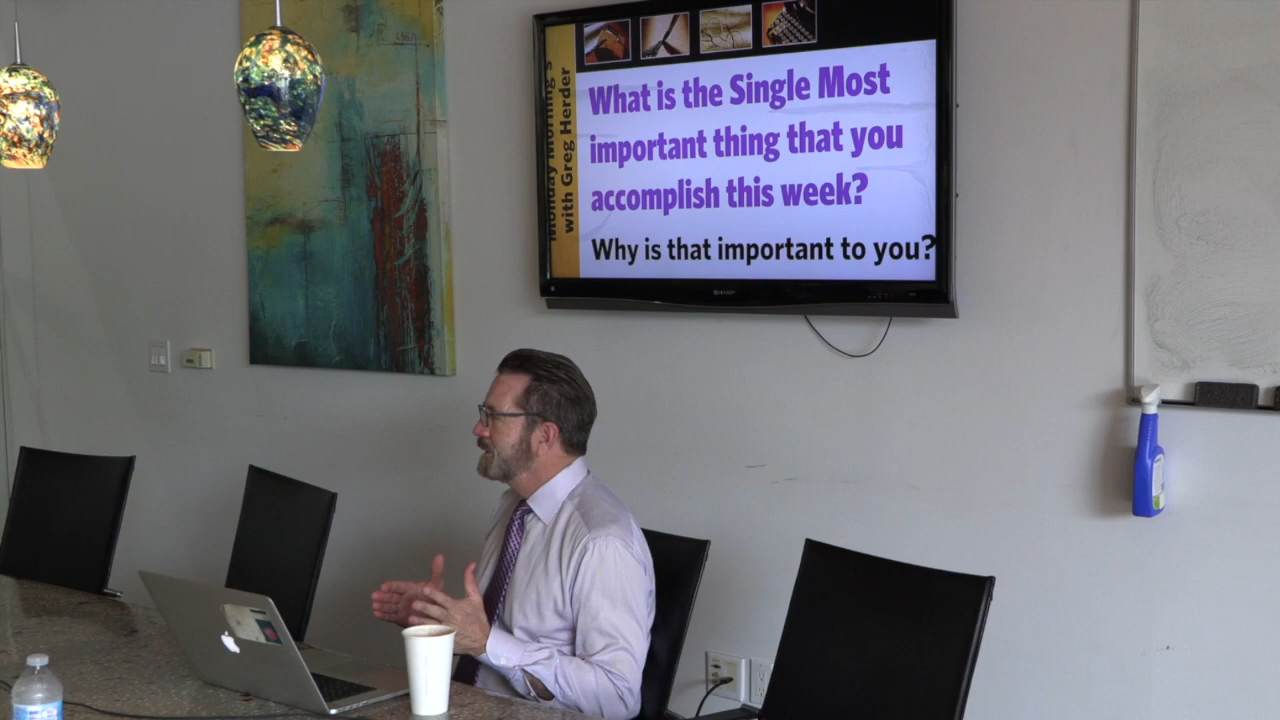 Monday Morning's
with Greg Herder
What is the Single Most
important thing that you
accomplish this week?
Why is that important to you?
SHARP